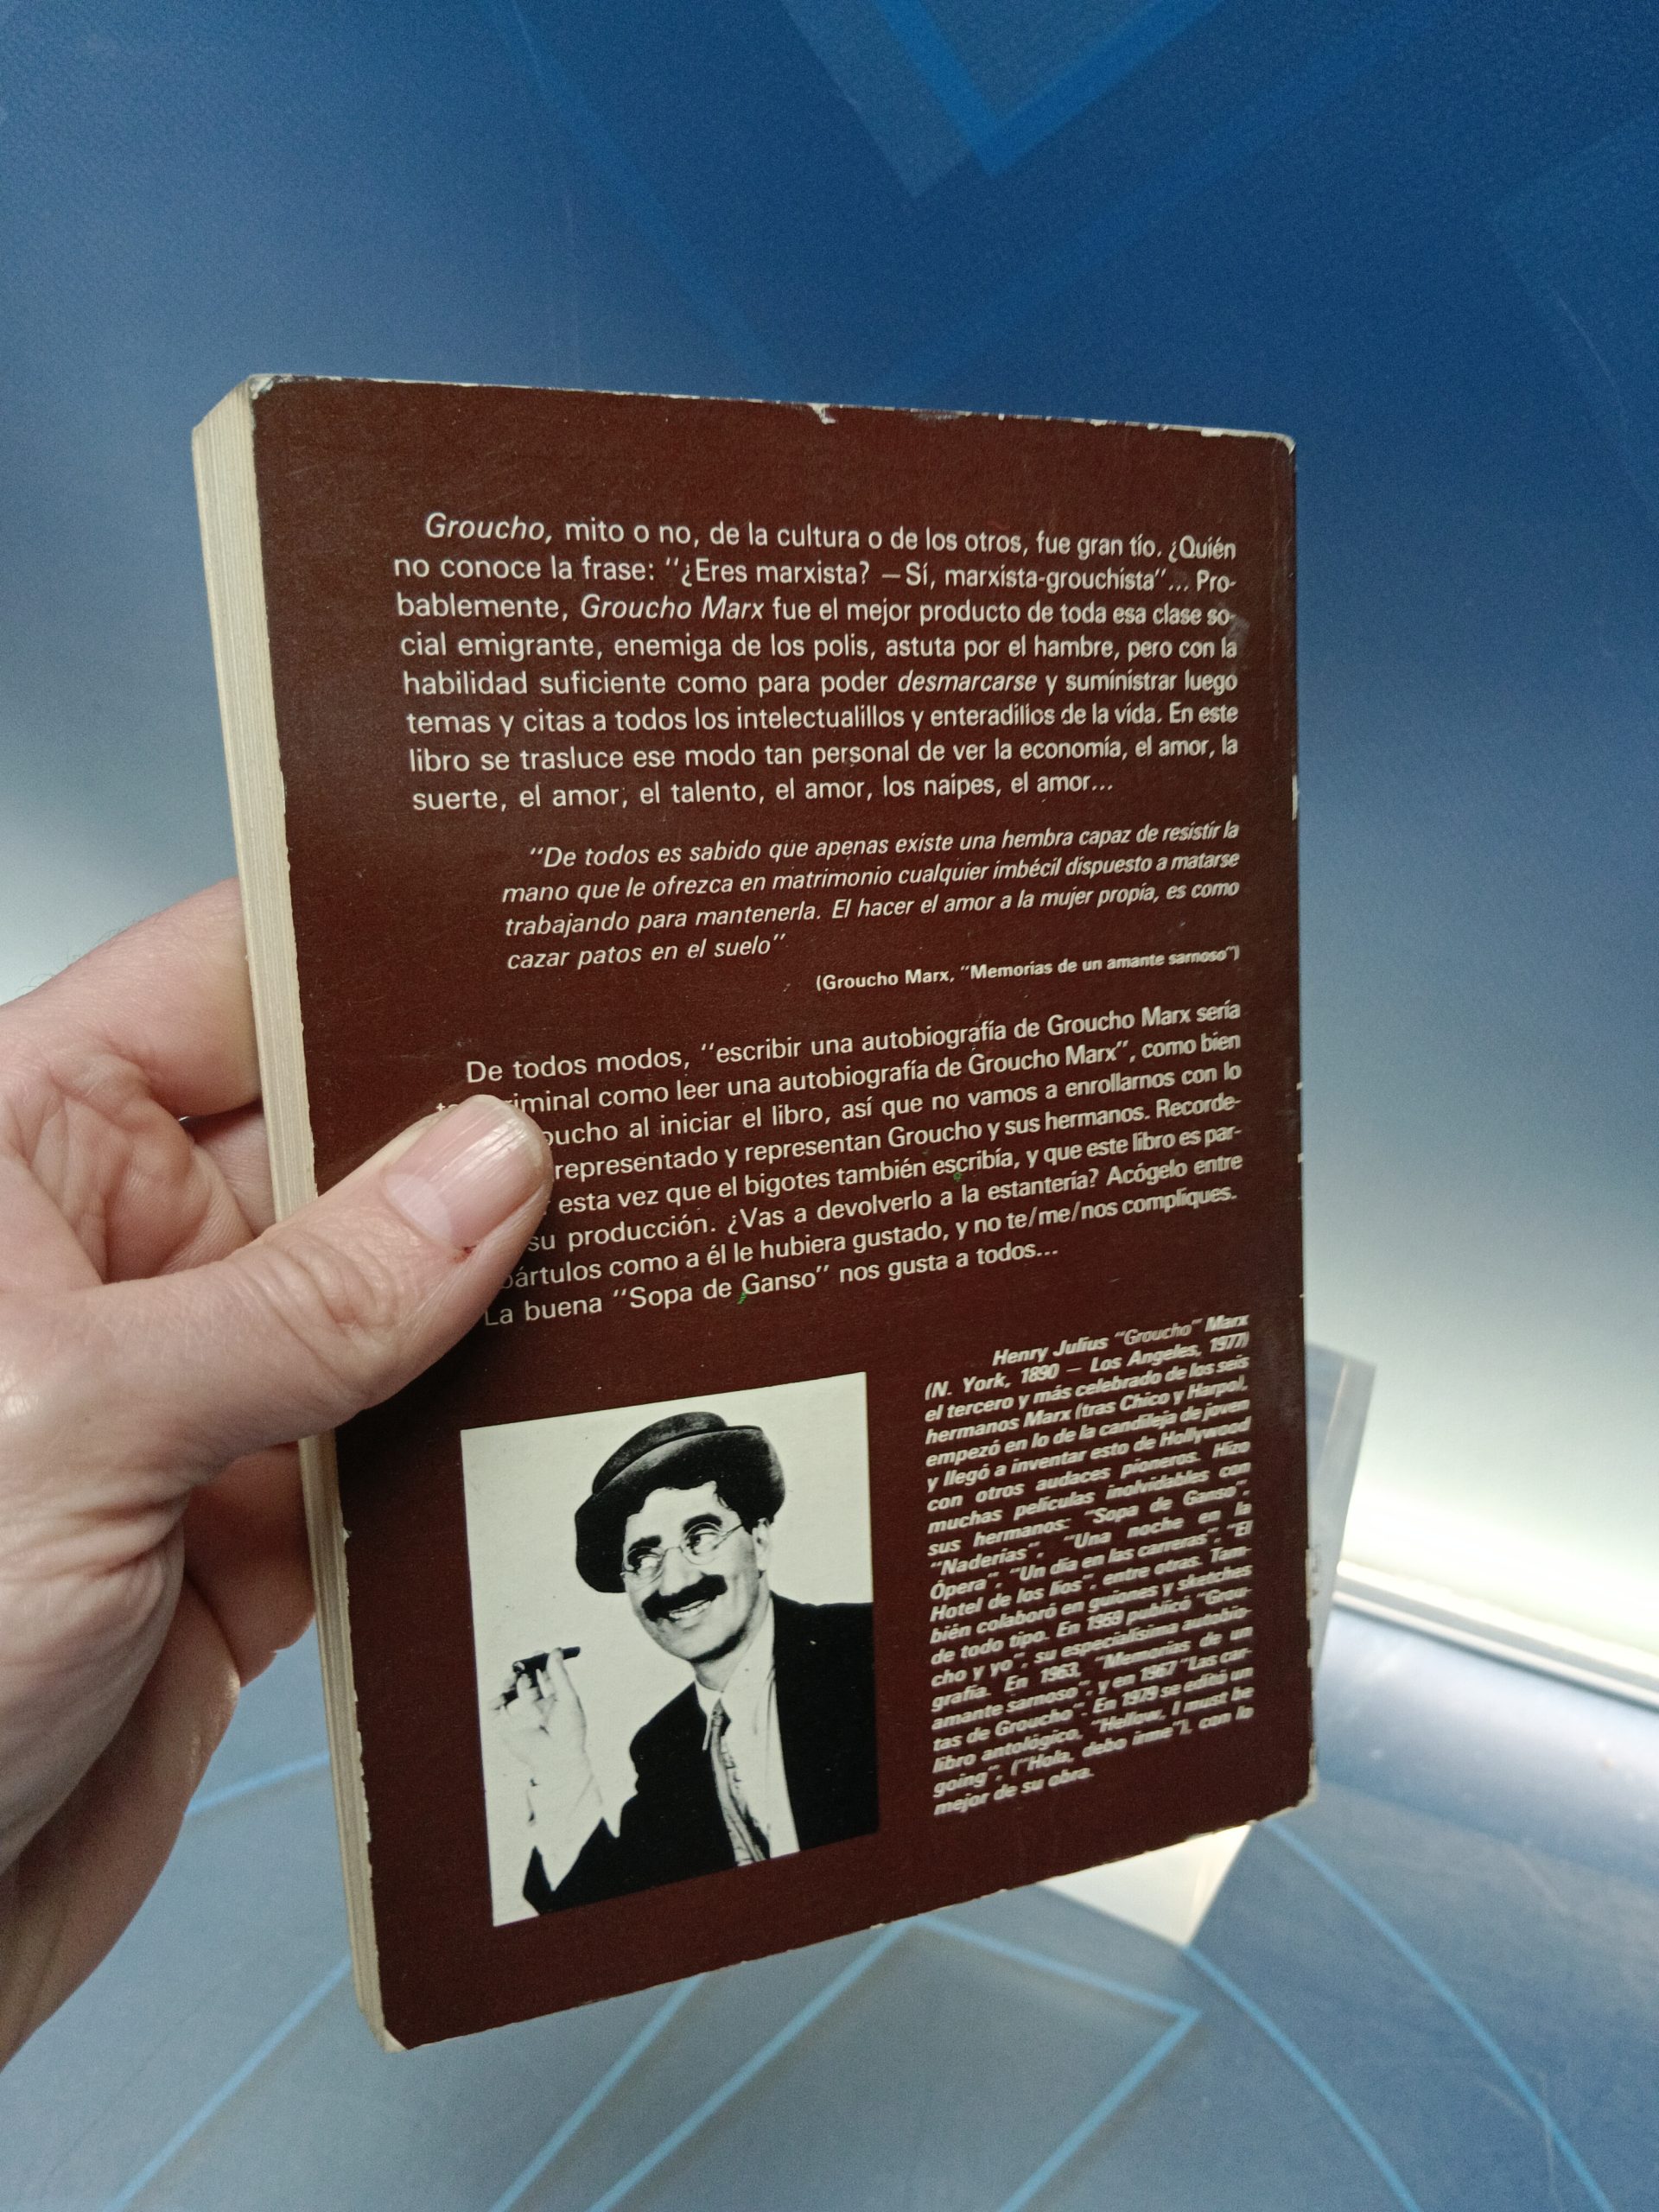 Groucho, mito o no, de la cultura o de los otros, fue gran tío. ¿Quién
no conoce la frase: "¿Eres marxista? —Sí, marxista-grouchista"... Pro-
bablemente, Groucho Marx fue el mejor producto de toda esa clase so-
cial emigrante, enemiga de los polis, astuta por el hambre, pero con la
habilidad suficiente como para poder desmarcarse y suministrar luego
temas y citas a todos los intelectualillos y enteradillos de la vida. En este
libro se trasluce ese modo tan personal de ver la economía, el amor, la
suerte, el amor, el talento, el amor, los naipes, el amor...
"De todos es sabido que apenas existe una hembra capaz de resistir la
mano que le ofrezca en matrimonio cualquier imbécil dispuesto a matarse
trabajando para mantenerla. El hacer el amor a la mujer propia, es como
cazar patos en el suelo"
(Groucho Marx, "Memorias de un amante sarnoso")
De todos modos, "escribir una autobiografía de Groucho Marx sería
como leer una autobiografía de Groucho Marx", como bien
al iniciar el libro, así que no vamos a enrollarnos con lo
representado y representan Groucho y sus hermanos. Recorde-
esta vez que el bigotes también escribía, y que este libro es par-
su producción. ¿Vas a devolverlo a la estantería? Acógelo entre
como a él le hubiera gustado, y no te/me/nos compliques.
La buena "Sopa de Ganso" nos gusta a todos...
Henry Julius "Groucho" Marx
(N. York, 1890 — Los Angeles, 1977)
el tercero y más celebrado de los seis
hermanos Marx (tras Chico y Harpo),
empezó en lo de la candileja de joven
y llegó a inventar esto de Hollywood
con otros audaces pioneros. Hizo
muchas películas inolvidables con
sus hermanos: "Sopa de Ganso",
"Naderías", "Una noche en la
Ópera", "Un día en las carreras", "El
Hotel de los líos", entre otras. Tam-
bién colaboró en guiones y sketches
de todo tipo. En 1959 publicó "Grou-
cho y yo", su especialísima autobio-
grafía. En 1963, "Memorias de un
amante sarnoso", y en 1967 "Las car-
tas de Groucho". En 1979 se editó un
libro antológico, "Hellow, I must be
going", ("Hola, debo irme"), con lo
mejor de su obra.